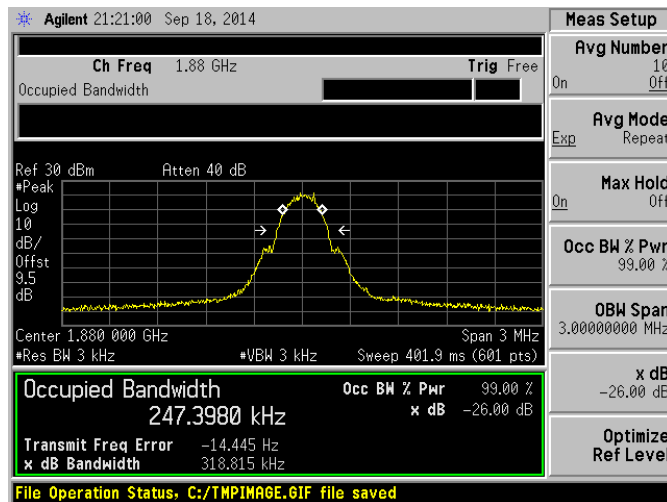 Agilent 21:21:00 Sep 18, 2014
Ch Freq 1.88 GHz Trig Free
Occupied Bandwidth
Ref 30 dBm Atten 40 dB
#Peak
Log
10
dB/
Offst
9.5
dB
Center 1.880 000 GHz Span 3 MHz
#Res BW 3 kHz #VBW 3 kHz Sweep 401.9 ms (601 pts)
Occupied Bandwidth Occ BW % Pwr 99.00 %
247.3980 kHz x dB -26.00 dB
Transmit Freq Error -14.445 Hz
x dB Bandwidth 318.815 kHz
File Operation Status, C:/TMPIMAGE.GIF file saved
Meas Setup
Avg Number
10
On Off
Avg Mode
Exp Repeat
Max Hold
On Off
Occ BW % Pwr
99.00 %
OBW Span
3.00000000 MHz
x dB
-26.00 dB
Optimize
Ref Level